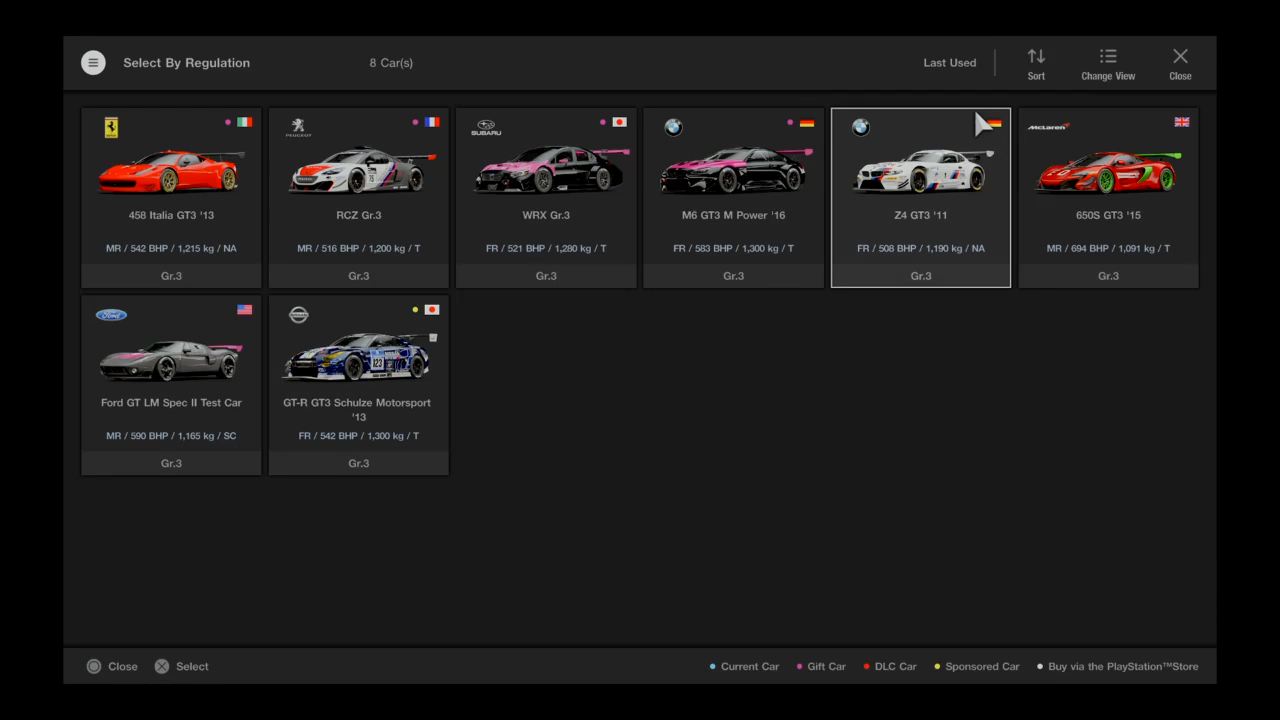 Select By Regulation
8 Car(s)
Last Used
Sort
Change View
Close
458 Italia GT3 '13
MR / 542 BHP / 1,215 kg / NA
Gr.3
PEUGEOT
RCZ Gr.3
MR / 516 BHP / 1,200 kg / T
Gr.3
SUBARU
WRX Gr.3
FR / 521 BHP / 1,280 kg / T
Gr.3
M6 GT3 M Power '16
FR / 583 BHP / 1,300 kg / T
Gr.3
Z4 GT3 '11
FR / 508 BHP / 1,190 kg / NA
Gr.3
McLaren
650S GT3 '15
MR / 694 BHP / 1,091 kg / T
Gr.3
Ford
Ford GT LM Spec II Test Car
MR / 590 BHP / 1,165 kg / SC
Gr.3
NISSAN
123
GT-R GT3 Schulze Motorsport
'13
FR / 542 BHP / 1,300 kg / T
Gr.3
Close
Select
Current Car
Gift Car
DLC Car
Sponsored Car
Buy via the PlayStation™Store